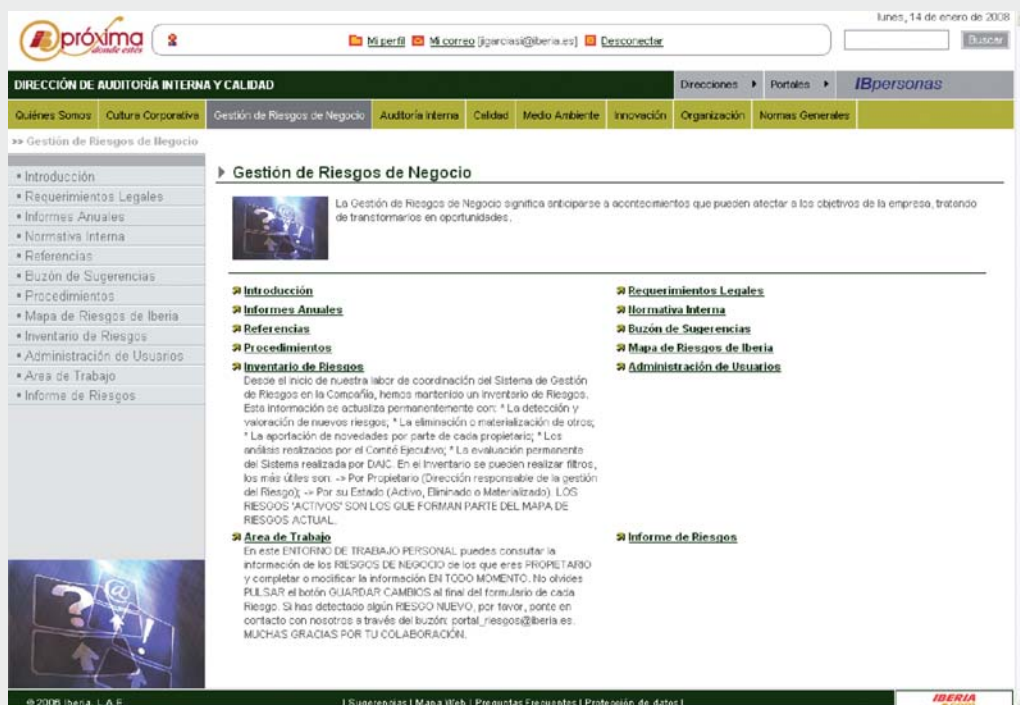 lunes, 14 de enero de 2008
próxima
donde estés
Mi perfil Mi correo [jgarciasi@iberia.es] Desconectar
Buscar
DIRECCIÓN DE AUDITORÍA INTERNA Y CALIDAD
Direcciones Portales IBpersonas
Quiénes Somos Cultura Corporativa Gestión de Riesgos de Negocio Auditoría Interna Calidad Medio Ambiente Innovación Organización Normas Generales
>> Gestión de Riesgos de Negocio
• Introducción
• Requerimientos Legales
• Informes Anuales
• Normativa Interna
• Referencias
• Buzón de Sugerencias
• Procedimientos
• Mapa de Riesgos de Iberia
• Inventario de Riesgos
• Administración de Usuarios
• Area de Trabajo
• Informe de Riesgos
Gestión de Riesgos de Negocio
La Gestión de Riesgos de Negocio significa anticiparse a acontecimientos que pueden afectar a los objetivos de la empresa, tratando
de transformarlos en oportunidades.
Introducción
Requerimientos Legales
Informes Anuales
Normativa Interna
Referencias
Buzón de Sugerencias
Procedimientos
Mapa de Riesgos de Iberia
Inventario de Riesgos
Administración de Usuarios
Desde el inicio de nuestra labor de coordinación del Sistema de Gestión
de Riesgos en la Compañía, hemos mantenido un Inventario de Riesgos.
Esta información se actualiza permanentemente con: * La detección y
valoración de nuevos riesgos; * La eliminación o materialización de otros;
* La aportación de novedades por parte de cada propietario; * Los
análisis realizados por el Comité Ejecutivo; * La evaluación permanente
del Sistema realizada por DAIC. En el Inventario se pueden realizar filtros,
los más útiles son: -> Por Propietario (Dirección responsable de la gestión
del Riesgo); -> Por su Estado (Activo, Eliminado o Materializado). LOS
RIESGOS "ACTIVOS" SON LOS QUE FORMAN PARTE DEL MAPA DE
RIESGOS ACTUAL.
Area de Trabajo
Informe de Riesgos
En este ENTORNO DE TRABAJO PERSONAL puedes consultar la
información de los RIESGOS DE NEGOCIO de los que eres PROPIETARIO
y completar o modificar la información EN TODO MOMENTO. No olvides
PULSAR el botón GUARDAR CAMBIOS al final del formulario de cada
Riesgo. Si has detectado algún RIESGO NUEVO, por favor, ponte en
contacto con nosotros a través del buzón: portal_riesgos@iberia.es.
MUCHAS GRACIAS POR TU COLABORACIÓN.
Iberia, L.A.E.
| Sugerencias | Mapa Web | Preguntas Frecuentes | Protección de datos |
IBERIA